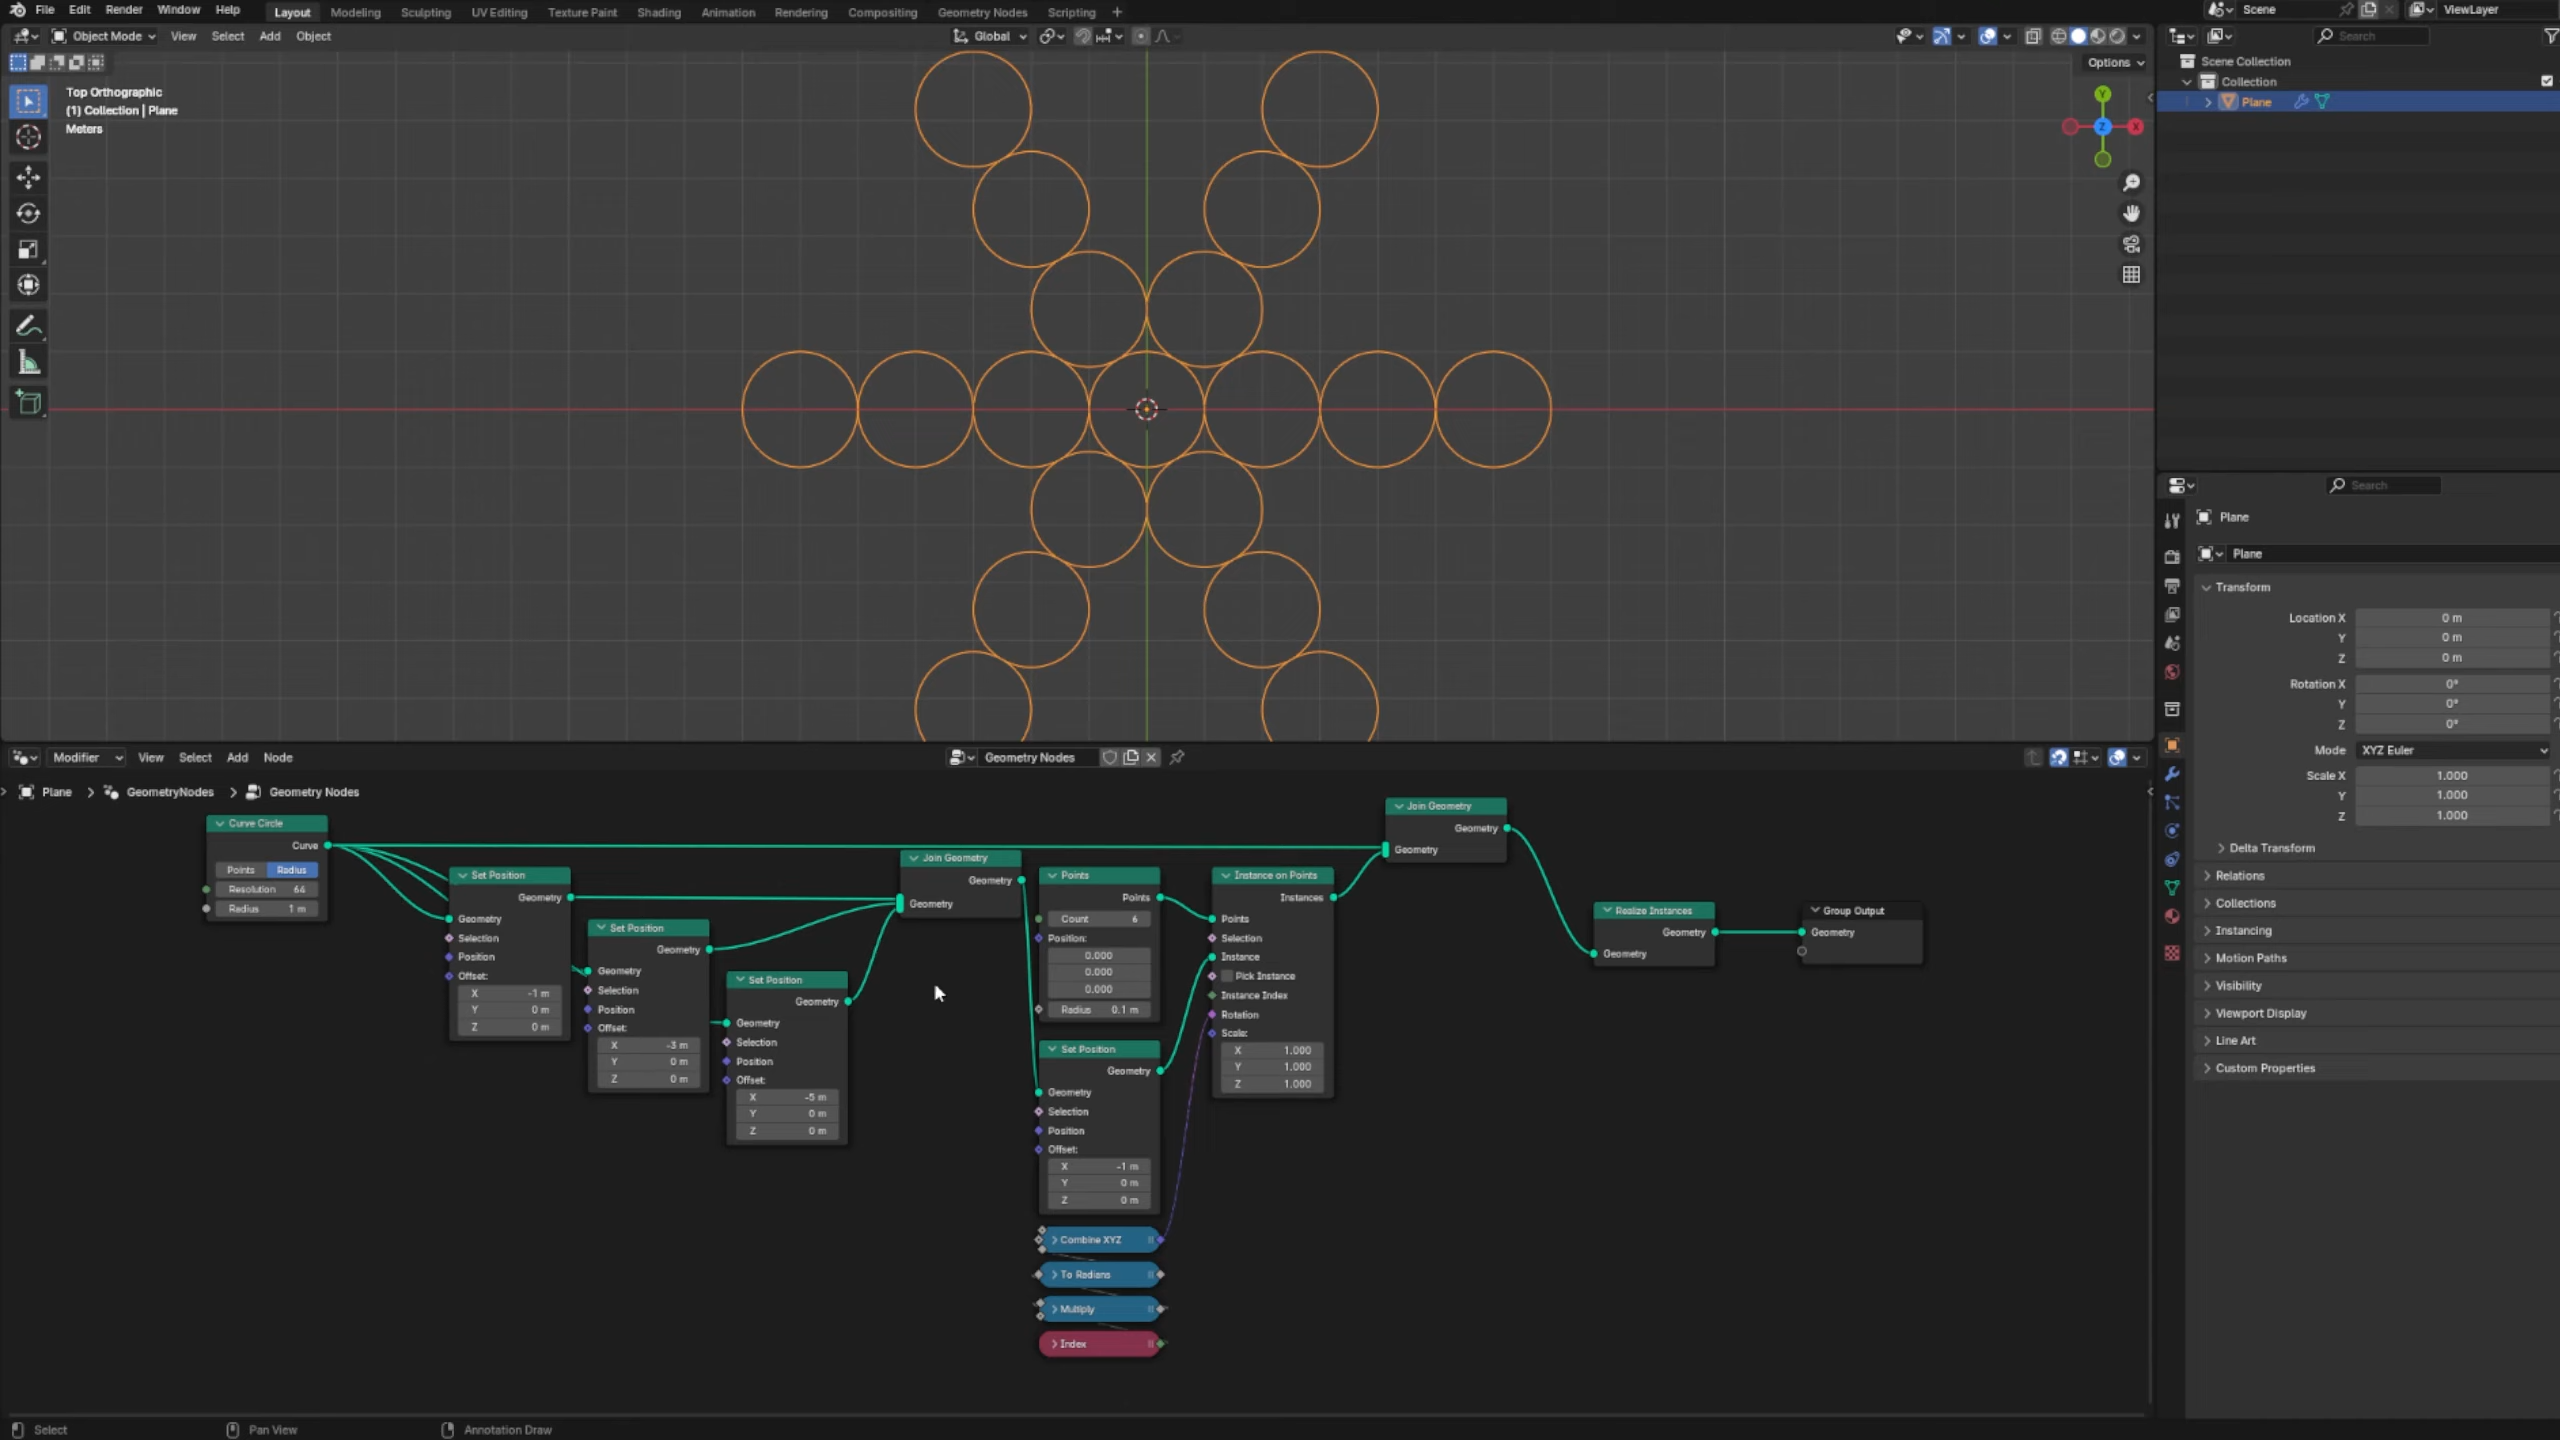 File Edit Render Window Help Layout Modeling Sculpting UV Editing Texture Paint Shading Animation Rendering Compositing Geometry Nodes Scripting + Scene ViewLayer
Object Mode View Select Add Object Global Search
Options
Top Orthographic
(1) Collection | Plane
Meters
Y
Z
X
Scene Collection
Collection
Plane
Search
Plane
Plane
Transform
Location X 0 m
Y 0 m
Z 0 m
Rotation X 0°
Y 0°
Z 0°
Mode XYZ Euler
Scale X 1.000
Y 1.000
Z 1.000
Delta Transform
Relations
Collections
Instancing
Motion Paths
Visibility
Viewport Display
Line Art
Custom Properties
Modifier View Select Add Node Geometry Nodes
Plane > GeometryNodes > Geometry Nodes
Curve Circle
Curve
Points Radius
Resolution 64
Radius 1 m
Set Position
Geometry
Geometry
Selection
Position
Offset:
X -1 m
Y 0 m
Z 0 m
Set Position
Geometry
Geometry
Selection
Position
Offset:
X -3 m
Y 0 m
Z 0 m
Set Position
Geometry
Geometry
Selection
Position
Offset:
X -5 m
Y 0 m
Z 0 m
Join Geometry
Geometry
Geometry
Points
Points
Count 6
Position:
0.000
0.000
0.000
Radius 0.1 m
Set Position
Geometry
Geometry
Selection
Position
Offset:
X -1 m
Y 0 m
Z 0 m
Combine XYZ
To Radians
Multiply
Index
Instance on Points
Instances
Points
Selection
Instance
Pick Instance
Instance Index
Rotation
Scale:
X 1.000
Y 1.000
Z 1.000
Join Geometry
Geometry
Geometry
Realize Instances
Geometry
Geometry
Group Output
Geometry
Select Pan View Annotation Draw